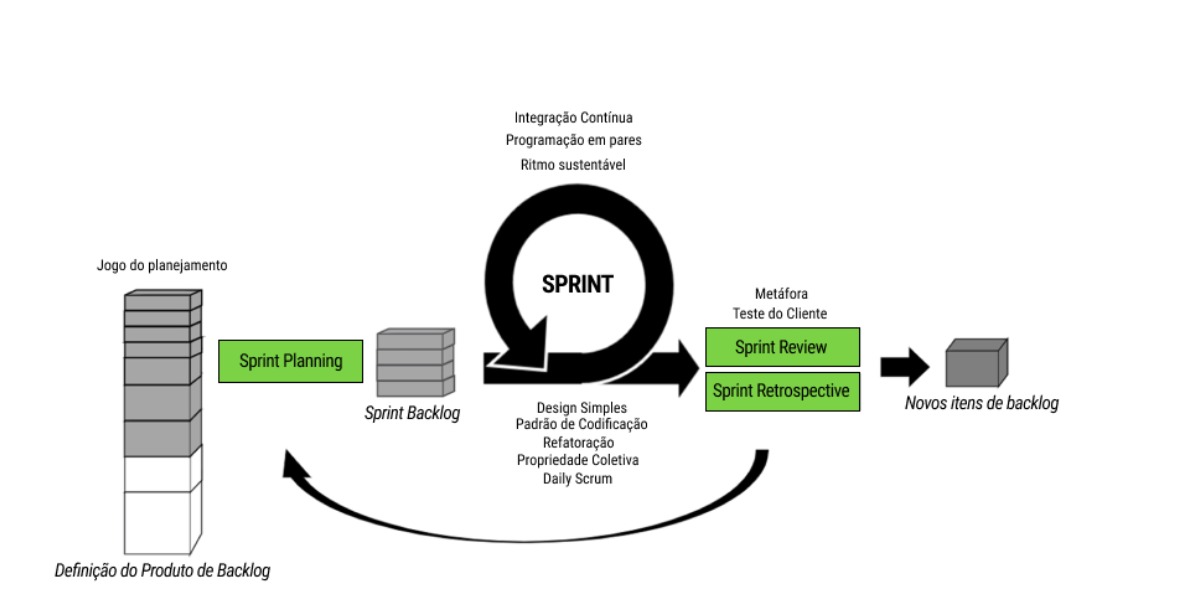 Integração Contínua
Programação em pares
Ritmo sustentável
Jogo do planejamento
SPRINT
Metáfora
Teste do Cliente
Sprint Planning
Sprint Review
Sprint Retrospective
Sprint Backlog
Novos itens de backlog
Design Simples
Padrão de Codificação
Refatoração
Propriedade Coletiva
Daily Scrum
Definição do Produto de Backlog